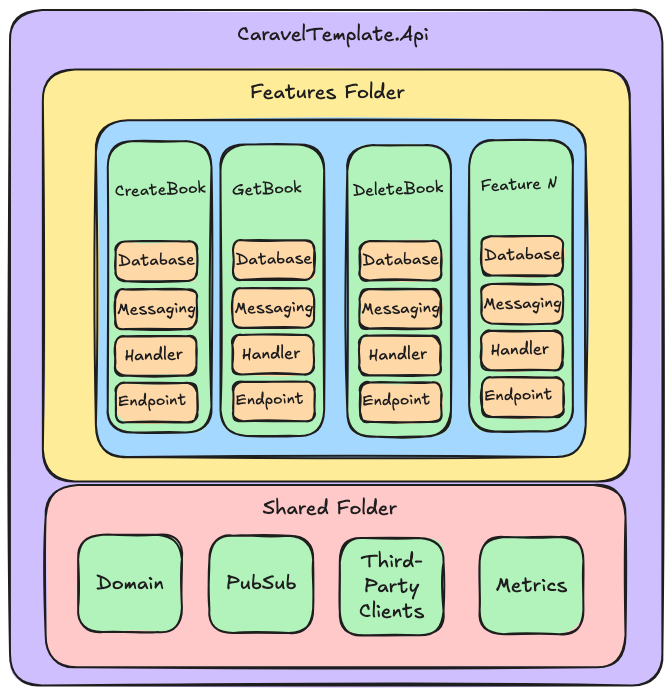 CaravelTemplate.Api
Features Folder
CreateBook
GetBook
DeleteBook
Feature N
Database
Database
Database
Database
Messaging
Messaging
Messaging
Messaging
Handler
Handler
Handler
Handler
Endpoint
Endpoint
Endpoint
Endpoint
Shared Folder
Domain
PubSub
Third-
Party
Clients
Metrics